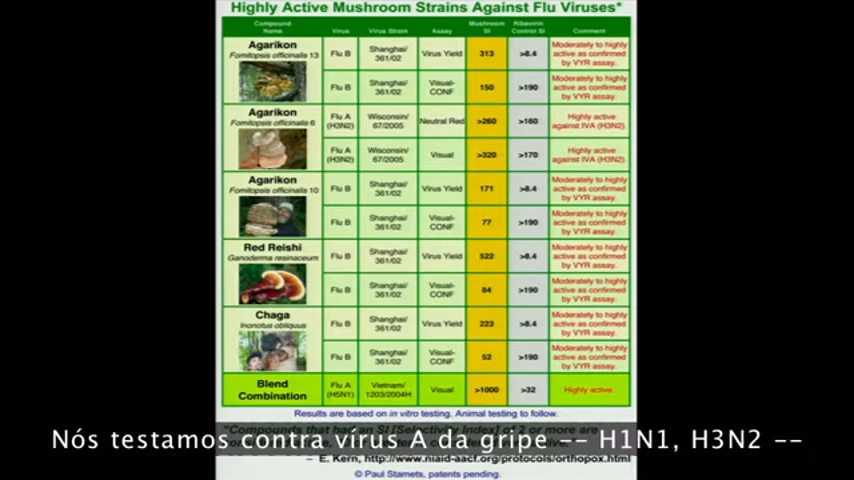 Highly Active Mushroom Strains Against Flu Viruses*
Compound Name Virus Virus Strain Assay Mushroom SI Ribavirin Control SI Comment
Agarikon
Fomitopsis officinalis 13
Flu B Shanghai/ 361/02 Virus Yield 313 >8.4 Moderately to highly active as confirmed by VYR assay.
Flu B Shanghai/ 361/02 Visual-CONF 150 >190 Moderately to highly active as confirmed by VYR assay.
Agarikon
Fomitopsis officinalis 6
Flu A (H3N2) Wisconsin/ 67/2005 Neutral Red >260 >160 Highly active against IVA (H3N2).
Flu A (H3N2) Wisconsin/ 67/2005 Visual >320 >170 Highly active against IVA (H3N2).
Agarikon
Fomitopsis officinalis 10
Flu B Shanghai/ 361/02 Virus Yield 171 >8.4 Moderately to highly active as confirmed by VYR assay.
Flu B Shanghai/ 361/02 Visual-CONF 77 >190 Moderately to highly active as confirmed by VYR assay.
Red Reishi
Ganoderma resinaceum
Flu B Shanghai/ 361/02 Virus Yield 522 >8.4 Moderately to highly active as confirmed by VYR assay.
Flu B Shanghai/ 361/02 Visual-CONF 84 >190 Moderately to highly active as confirmed by VYR assay.
Chaga
Inonotus obliquus
Flu B Shanghai/ 361/02 Virus Yield 223 >8.4 Moderately to highly active as confirmed by VYR assay.
Flu B Shanghai/ 361/02 Visual-CONF 52 >190 Moderately to highly active as confirmed by VYR assay.
Blend Combination Flu A (H5N1) Vietnam/ 1203/2004H Visual >1000 >32 Highly active.
Results are based on in vitro testing. Animal testing to follow.
"Compounds that had an SI [Selectivity Index] of 2 or more are
Nós testamos contra vírus A da gripe -- H1N1, H3N2 --
– E. Kern, http://www.niaid-aacf.org/protocols/orthopox.html
© Paul Stamets, patents pending.